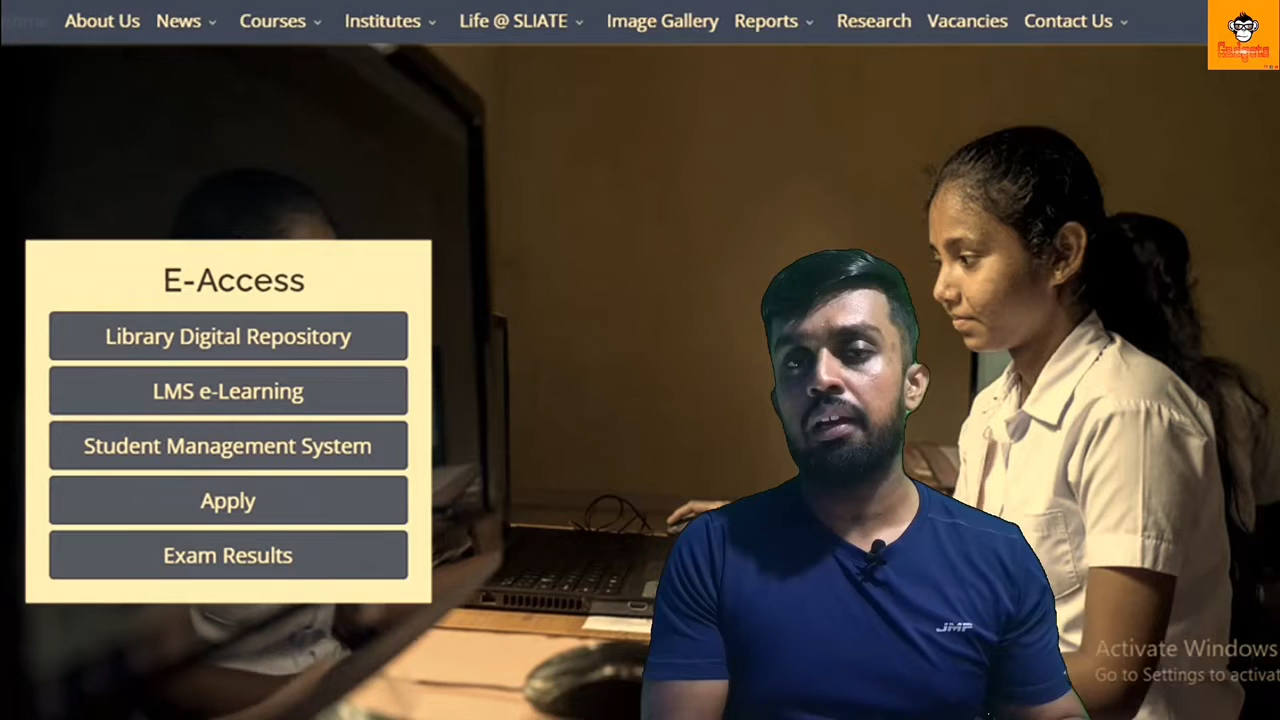 About Us News Courses Institutes Life @ SLIATE Image Gallery Reports Research Vacancies Contact Us
Gadgets
E-Access
Library Digital Repository
LMS e-Learning
Student Management System
Apply
Exam Results
JMP
Activate Windows
Go to Settings to activat